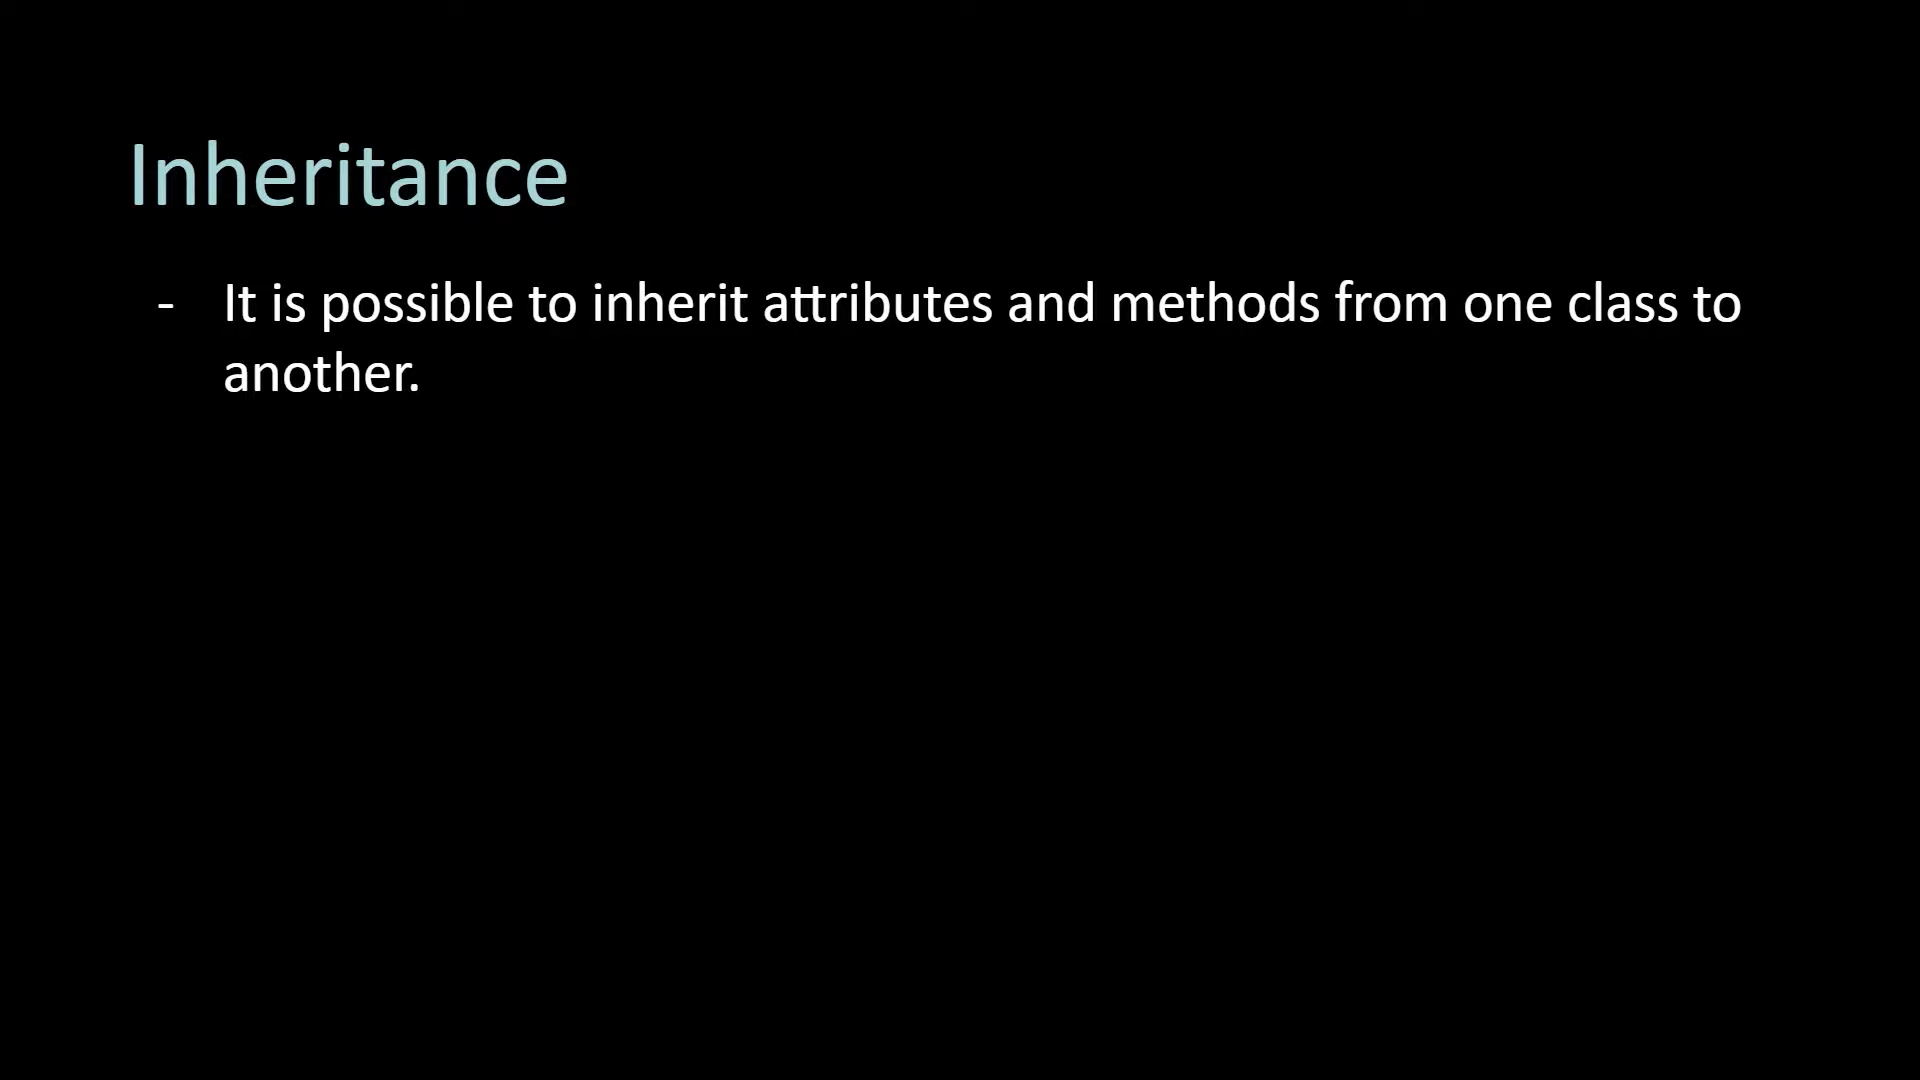 Inheritance
- It is possible to inherit attributes and methods from one class to
another.